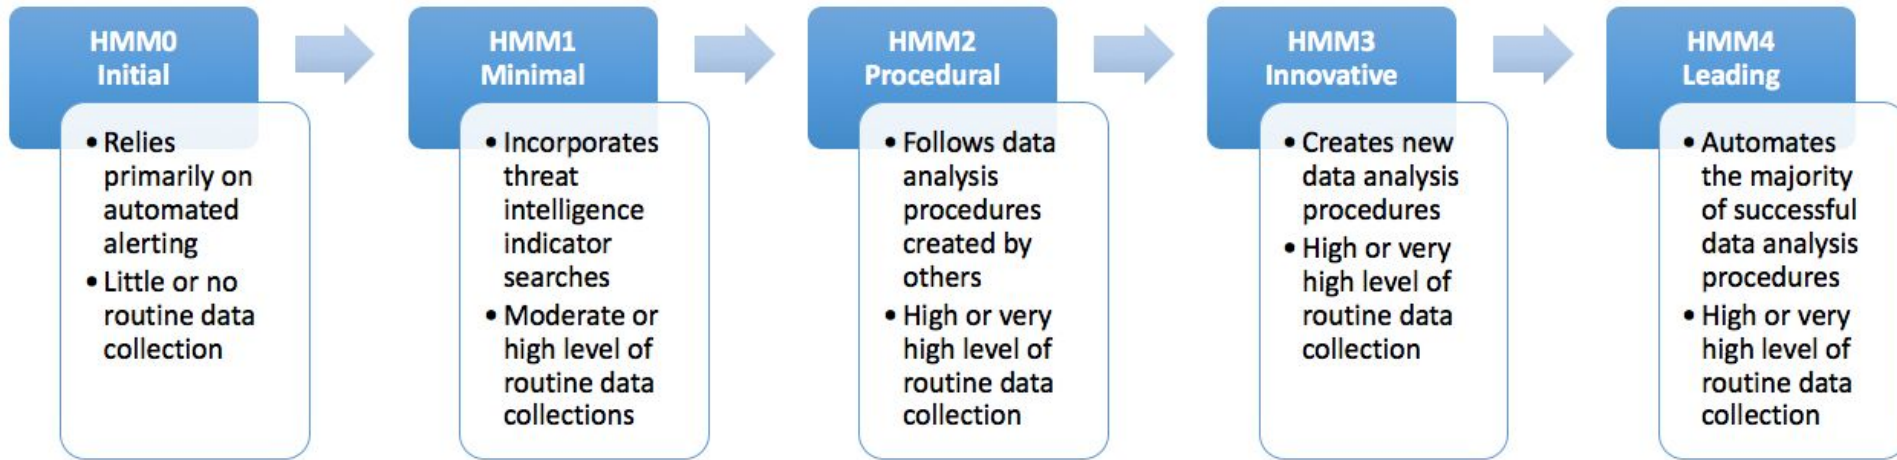 HMM0
Initial
• Relies
primarily on
automated
alerting
• Little or no
routine data
collection
HMM1
Minimal
• Incorporates
threat
intelligence
indicator
searches
• Moderate or
high level of
routine data
collections
HMM2
Procedural
• Follows data
analysis
procedures
created by
others
• High or very
high level of
routine data
collection
HMM3
Innovative
• Creates new
data analysis
procedures
• High or very
high level of
routine data
collection
HMM4
Leading
• Automates
the majority
of successful
data analysis
procedures
• High or very
high level of
routine data
collection